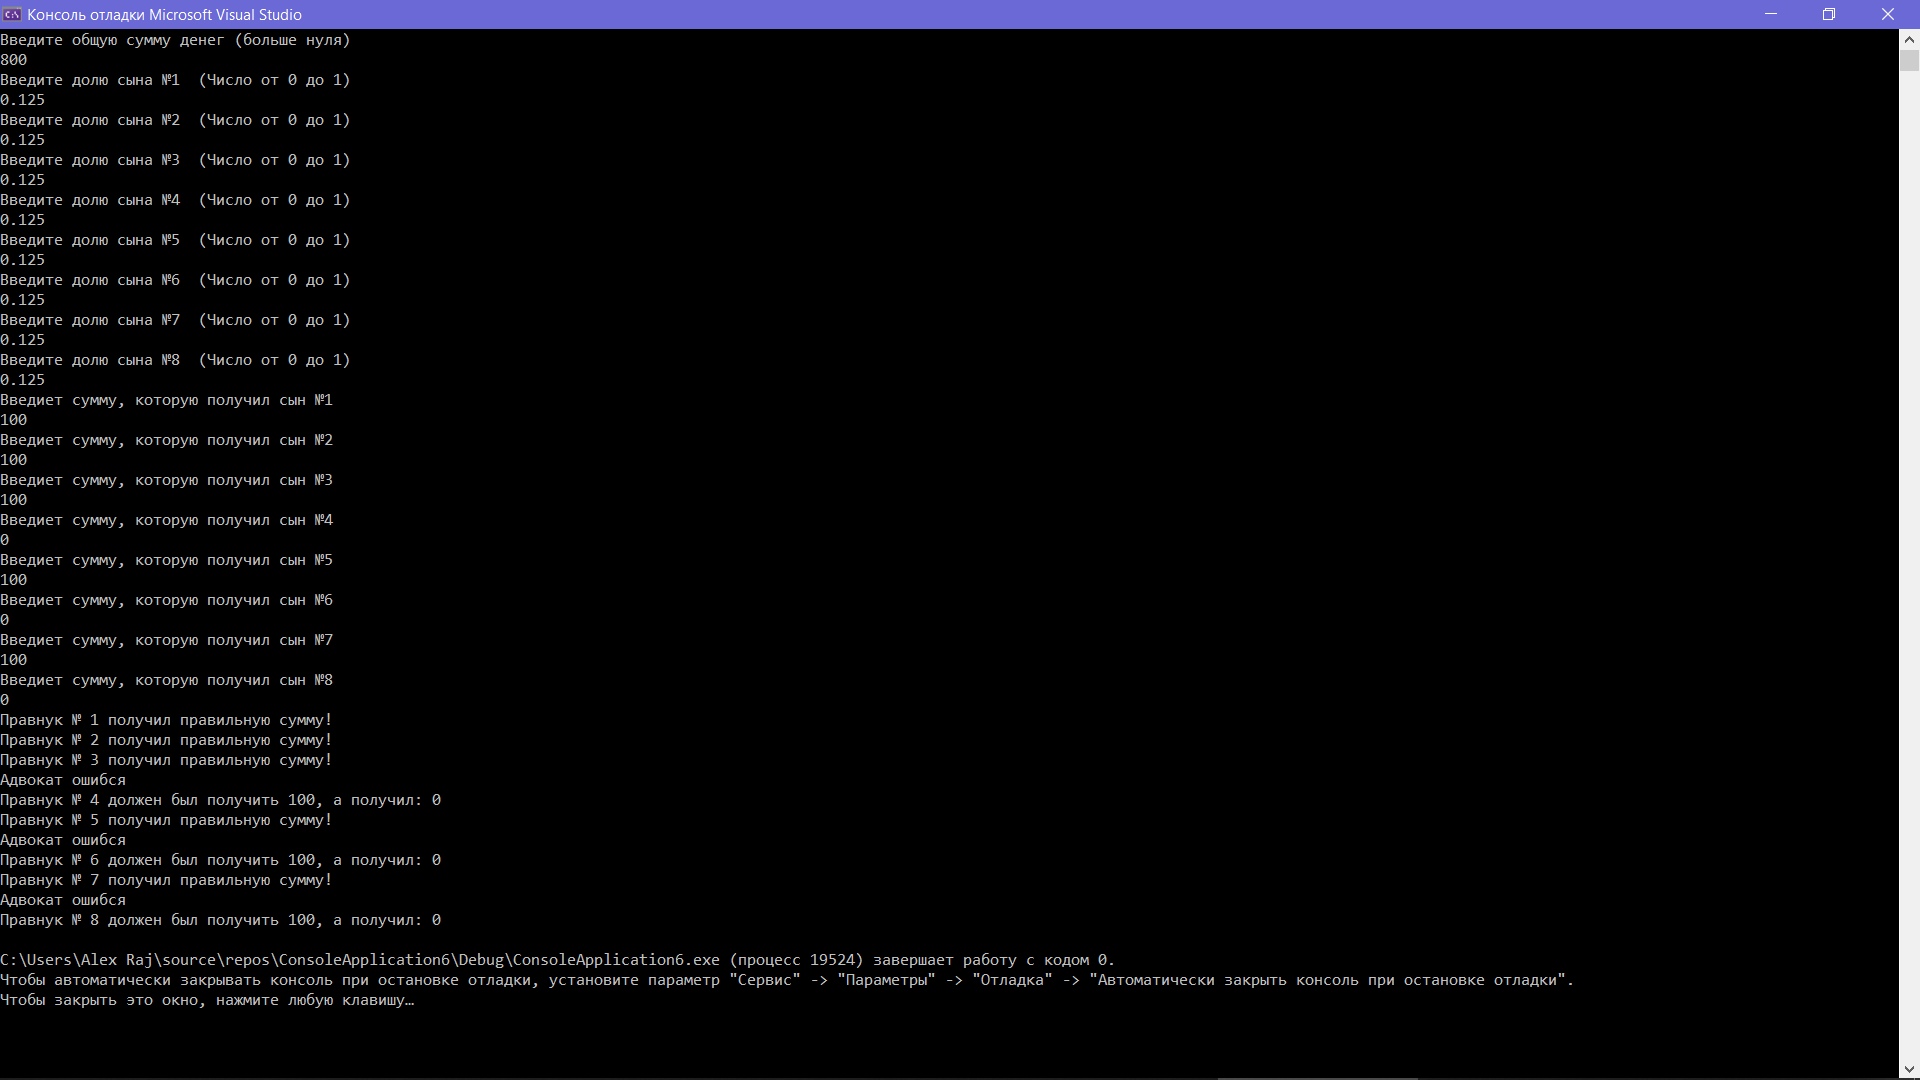 Консоль отладки Microsoft Visual Studio
Введите общую сумму денег (больше нуля)
800
Введите долю сына №1  (Число от 0 до 1)
0.125
Введите долю сына №2  (Число от 0 до 1)
0.125
Введите долю сына №3  (Число от 0 до 1)
0.125
Введите долю сына №4  (Число от 0 до 1)
0.125
Введите долю сына №5  (Число от 0 до 1)
0.125
Введите долю сына №6  (Число от 0 до 1)
0.125
Введите долю сына №7  (Число от 0 до 1)
0.125
Введите долю сына №8  (Число от 0 до 1)
0.125
Введиет сумму, которую получил сын №1
100
Введиет сумму, которую получил сын №2
100
Введиет сумму, которую получил сын №3
100
Введиет сумму, которую получил сын №4
0
Введиет сумму, которую получил сын №5
100
Введиет сумму, которую получил сын №6
0
Введиет сумму, которую получил сын №7
100
Введиет сумму, которую получил сын №8
0
Правнук № 1 получил правильную сумму!
Правнук № 2 получил правильную сумму!
Правнук № 3 получил правильную сумму!
Адвокат ошибся
Правнук № 4 должен был получить 100, а получил: 0
Правнук № 5 получил правильную сумму!
Адвокат ошибся
Правнук № 6 должен был получить 100, а получил: 0
Правнук № 7 получил правильную сумму!
Адвокат ошибся
Правнук № 8 должен был получить 100, а получил: 0
C:\Users\Alex Raj\source\repos\ConsoleApplication6\Debug\ConsoleApplication6.exe (процесс 19524) завершает работу с кодом 0.
Чтобы автоматически закрывать консоль при остановке отладки, установите параметр "Сервис" -> "Параметры" -> "Отладка" -> "Автоматически закрыть консоль при остановке отладки".
Чтобы закрыть это окно, нажмите любую клавишу…